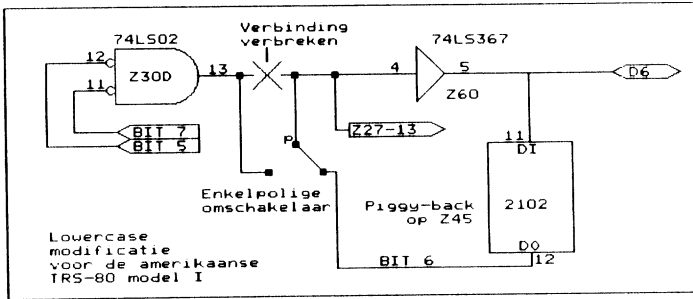 Verbinding
verbreken
74LS02
74LS367
12
11
13
Z30D
4
5
Z60
D6
BIT 7
BIT 5
Z27-13
P
11
DI
2102
DO
12
Enkelpolige
omschakelaar
Piggy-back
op Z45
BIT 6
Lowercase
modificatie
voor de amerikaanse
TRS-80 model I